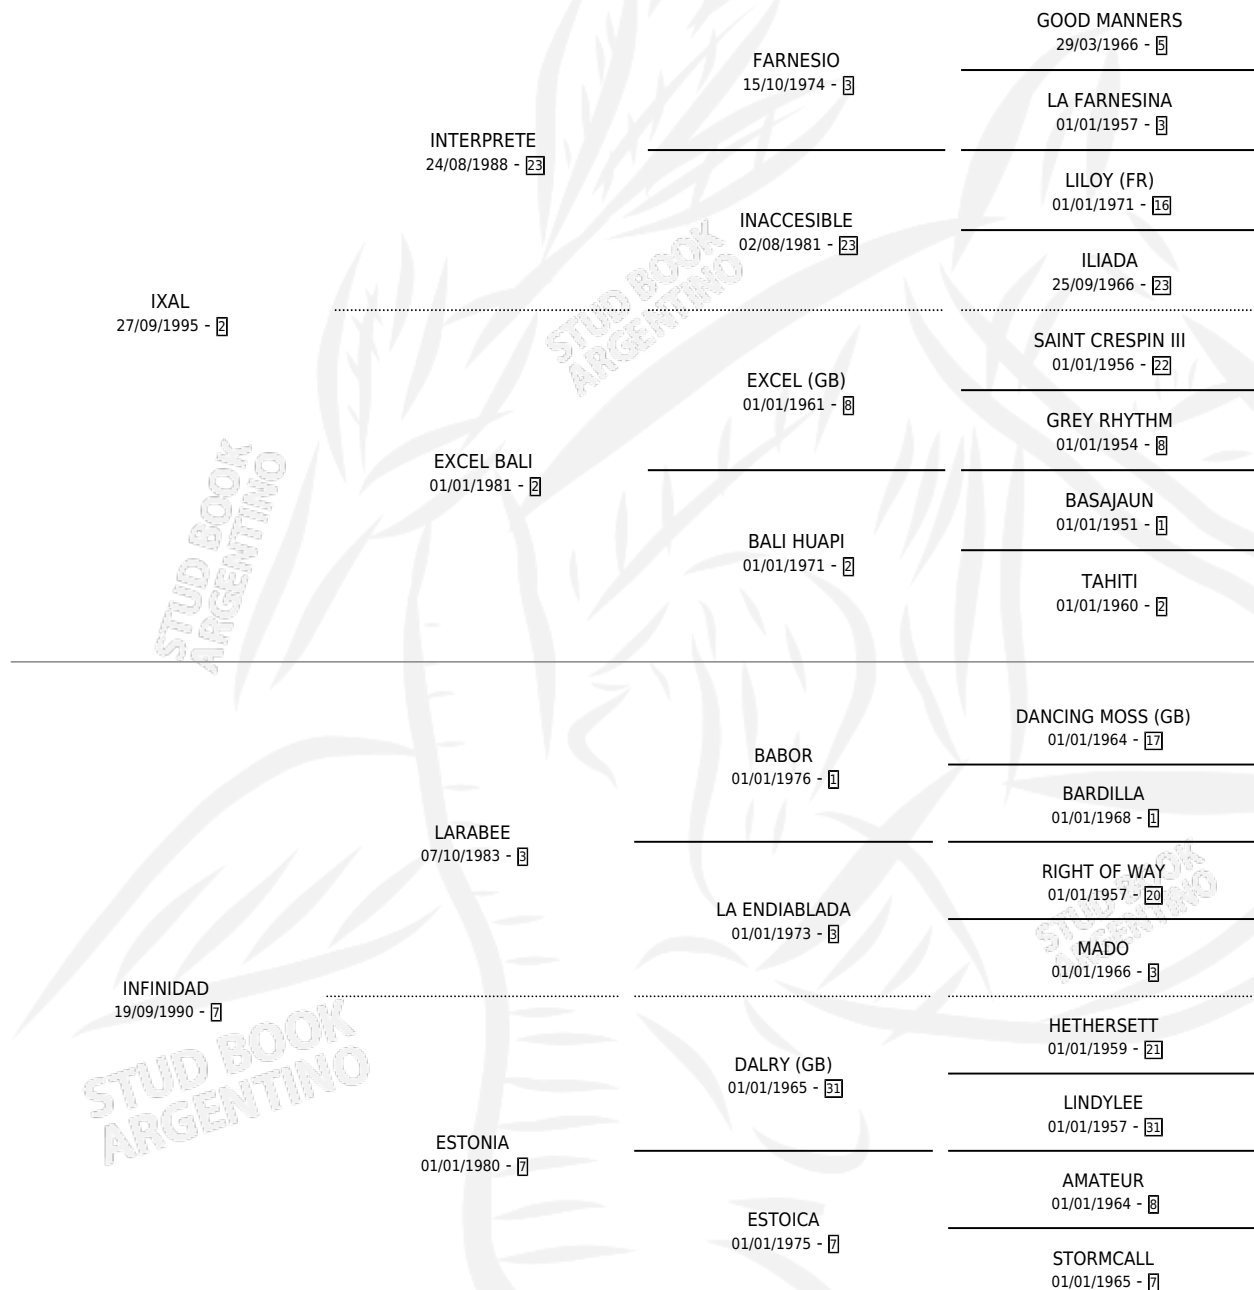 GOOD MANNERS
29/03/1966 - 5
FARNESIO
15/10/1974 - 3
LA FARNESINA
01/01/1957 - 3
INTERPRETE
24/08/1988 - 23
LILOY (FR)
01/01/1971 - 16
INACCESIBLE
02/08/1981 - 23
ILIADA
25/09/1966 - 23
IXAL
27/09/1995 - 2
STUD BOOK
ARGENTINO
SAINT CRESPIN III
01/01/1956 - 22
EXCEL (GB)
01/01/1961 - 8
GREY RHYTHM
01/01/1954 - 8
EXCEL BALI
01/01/1981 - 2
BASAJAUN
01/01/1951 - 1
BALI HUAPI
01/01/1971 - 2
TAHITI
01/01/1960 - 2
STUD BOOK
ARGENTINO
DANCING MOSS (GB)
01/01/1964 - 17
BABOR
01/01/1976 - 1
BARDILLA
01/01/1968 - 1
LARABEE
07/10/1983 - 3
RIGHT OF WAY
01/01/1957 - 20
LA ENDIABLADA
01/01/1973 - 3
MADO
01/01/1966 - 3
STUD BOOK
ARGENTINO
INFINIDAD
19/09/1990 - 7
HETHERSETT
01/01/1959 - 21
DALRY (GB)
01/01/1965 - 31
LINDYLEE
01/01/1957 - 31
STUD BOOK
ARGENTINO
ESTONIA
01/01/1980 - 7
AMATEUR
01/01/1964 - 8
ESTOICA
01/01/1975 - 7
STORMCALL
01/01/1965 - 7